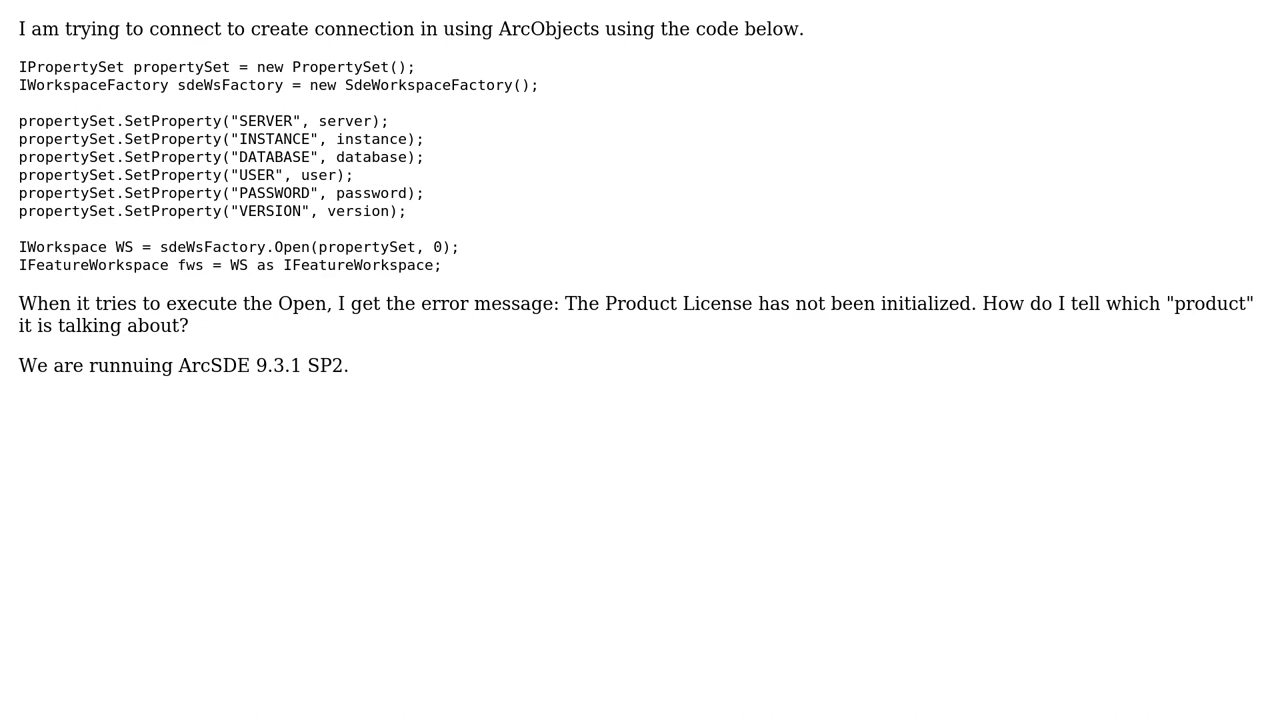 I am trying to connect to create connection in using ArcObjects using the code below.
IPropertySet propertySet = new PropertySet();
IWorkspaceFactory sdeWsFactory = new SdeWorkspaceFactory();
propertySet.SetProperty("SERVER", server);
propertySet.SetProperty("INSTANCE", instance);
propertySet.SetProperty("DATABASE", database);
propertySet.SetProperty("USER", user);
propertySet.SetProperty("PASSWORD", password);
propertySet.SetProperty("VERSION", version);
IWorkspace WS = sdeWsFactory.Open(propertySet, 0);
IFeatureWorkspace fws = WS as IFeatureWorkspace;
When it tries to execute the Open, I get the error message: The Product License has not been initialized. How do I tell which "product"
it is talking about?
We are runnuing ArcSDE 9.3.1 SP2.